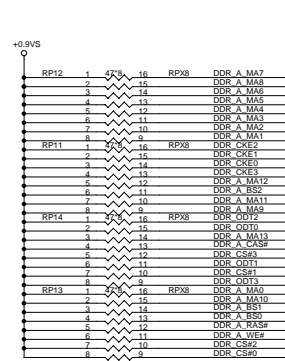 +0.9VS
RP12 1 47*8 16 RPX8 DDR_A_MA7
2 15 DDR_A_MA8
3 14 DDR_A_MA6
4 13 DDR_A_MA5
5 12 DDR_A_MA4
6 11 DDR_A_MA3
7 10 DDR_A_MA2
8 9 DDR_A_MA1
RP11 1 47*8 16 RPX8 DDR_CKE2
2 15 DDR_CKE1
3 14 DDR_CKE0
4 13 DDR_CKE3
5 12 DDR_A_MA12
6 11 DDR_A_BS2
7 10 DDR_A_MA11
8 9 DDR_A_MA9
RP14 1 47*8 16 RPX8 DDR_ODT2
2 15 DDR_ODT0
3 14 DDR_A_MA13
4 13 DDR_A_CAS#
5 12 DDR_CS#3
6 11 DDR_ODT1
7 10 DDR_CS#1
8 9 DDR_ODT3
RP13 1 47*8 16 RPX8 DDR_A_MA0
2 15 DDR_A_MA10
3 14 DDR_A_BS1
4 13 DDR_A_BS0
5 12 DDR_A_RAS#
6 11 DDR_A_WE#
7 10 DDR_CS#2
8 9 DDR_CS#0